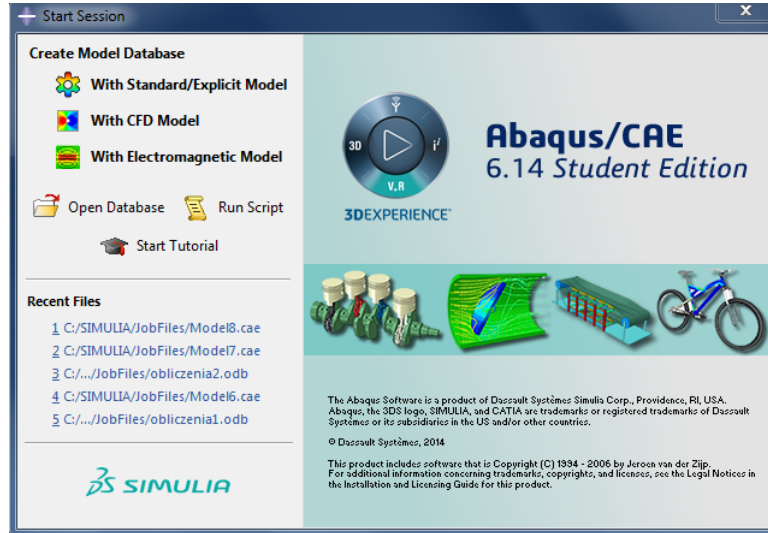 Start Session
x
Create Model Database
With Standard/Explicit Model
With CFD Model
With Electromagnetic Model
Open Database
Run Script
Start Tutorial
Recent Files
1 C:/SIMULIA/JobFiles/Model8.cae
2 C:/SIMULIA/JobFiles/Model7.cae
3 C:/.../JobFiles/obliczenia2.odb
4 C:/SIMULIA/JobFiles/Model6.cae
5 C:/.../JobFiles/obliczenia1.odb
3S SIMULIA
3D
i
V,R
3DEXPERIENCE
Abaqus/CAE
6.14 Student Edition
The Abaqus Software is a product of Dassault Systèmes Simulia Corp., Providence, RI, USA.
Abaqus, the 3DS logo, SIMULIA, and CATIA are trademarks or registered trademarks of Dassault
Systèmes or its subsidiaries in the US and/or other countries.
© Dassault Systèmes, 2014
This product includes software that is Copyright (C) 1994 - 2006 by Jeroen van der Zijp.
For additional information concerning trademarks, copyrights, and licenses, see the Legal Notices in
the Installation and Licensing Guide for this product.